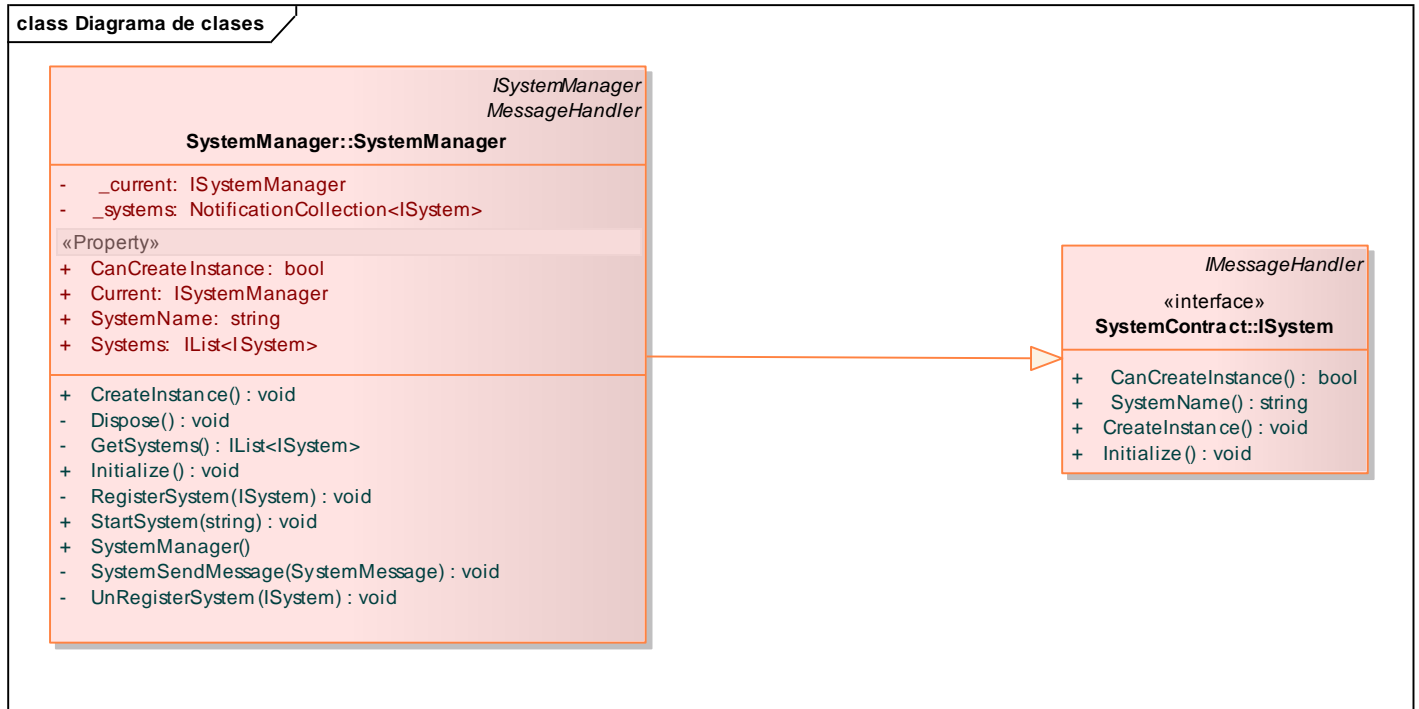 class Diagrama de clases
ISystemManager
MessageHandler
SystemManager::SystemManager
- _current: ISystemManager
- _systems: NotificationCollection<ISystem>
«Property»
+ CanCreateInstance: bool
+ Current: ISystemManager
+ SystemName: string
+ Systems: IList<ISystem>
+ CreateInstance() : void
- Dispose() : void
- GetSystems() : IList<ISystem>
+ Initialize() : void
- RegisterSystem(ISystem) : void
+ StartSystem(string) : void
+ SystemManager()
- SystemSendMessage(SystemMessage) : void
- UnRegisterSystem(ISystem) : void
IMessageHandler
«interface»
SystemContract::ISystem
+ CanCreateInstance() : bool
+ SystemName() : string
+ CreateInstance() : void
+ Initialize() : void